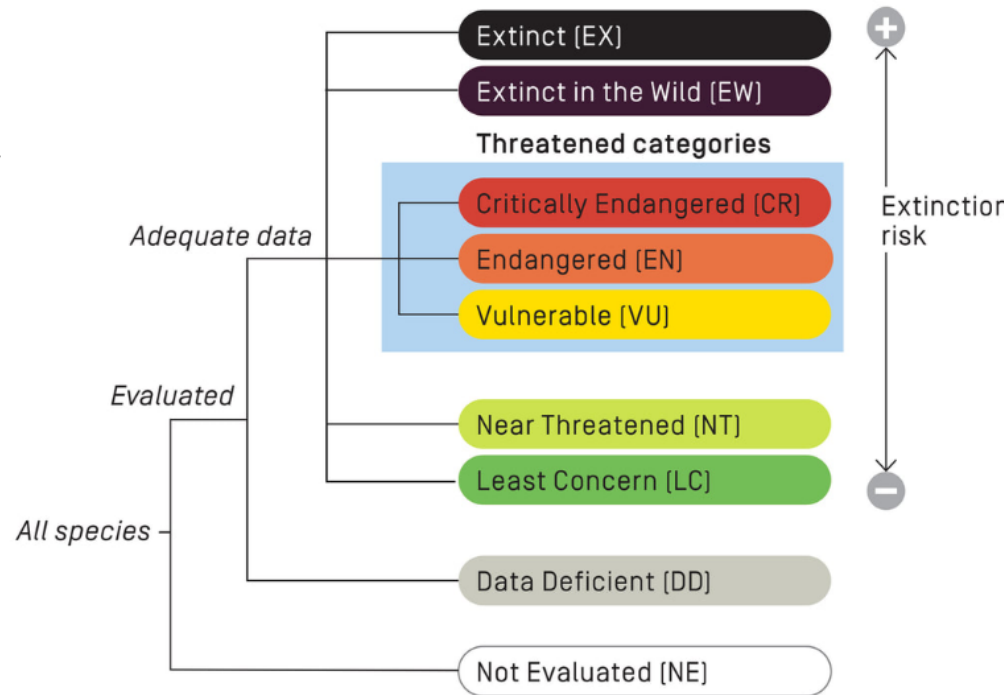 Extinct (EX)
Extinct in the Wild (EW)
Threatened categories
Critically Endangered (CR)
Extinction
risk
Adequate data
Endangered (EN)
Vulnerable (VU)
Evaluated
Near Threatened (NT)
Least Concern (LC)
All species
Data Deficient (DD)
Not Evaluated (NE)